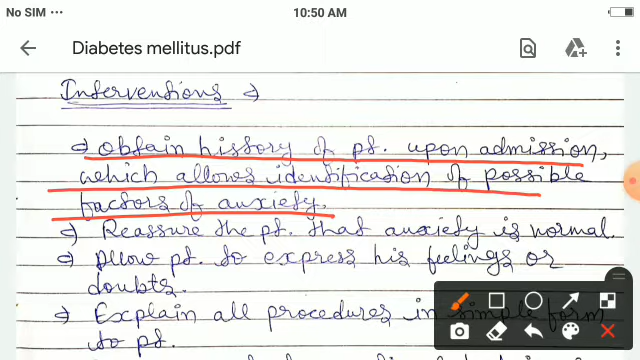 No SIM ...
10:50 AM
Diabetes mellitus.pdf
Interventions →
→ obtain history of pt. upon admission,
which allows identification of possible
factors of anxiety.
→ Reassure the pt. that anxiety is normal.
→ Allow pt. to express his feelings or
doubts.
→ Explain all procedures in simple form
to pt.